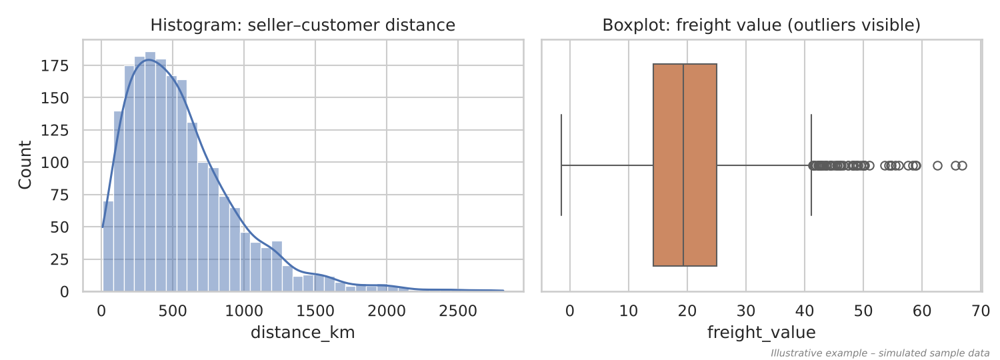 Histogram: seller–customer distance
Count
175
150
125
100
75
50
25
0
0 500 1000 1500 2000 2500
distance_km
Boxplot: freight value (outliers visible)
0 10 20 30 40 50 60 70
freight_value
Illustrative example – simulated sample data